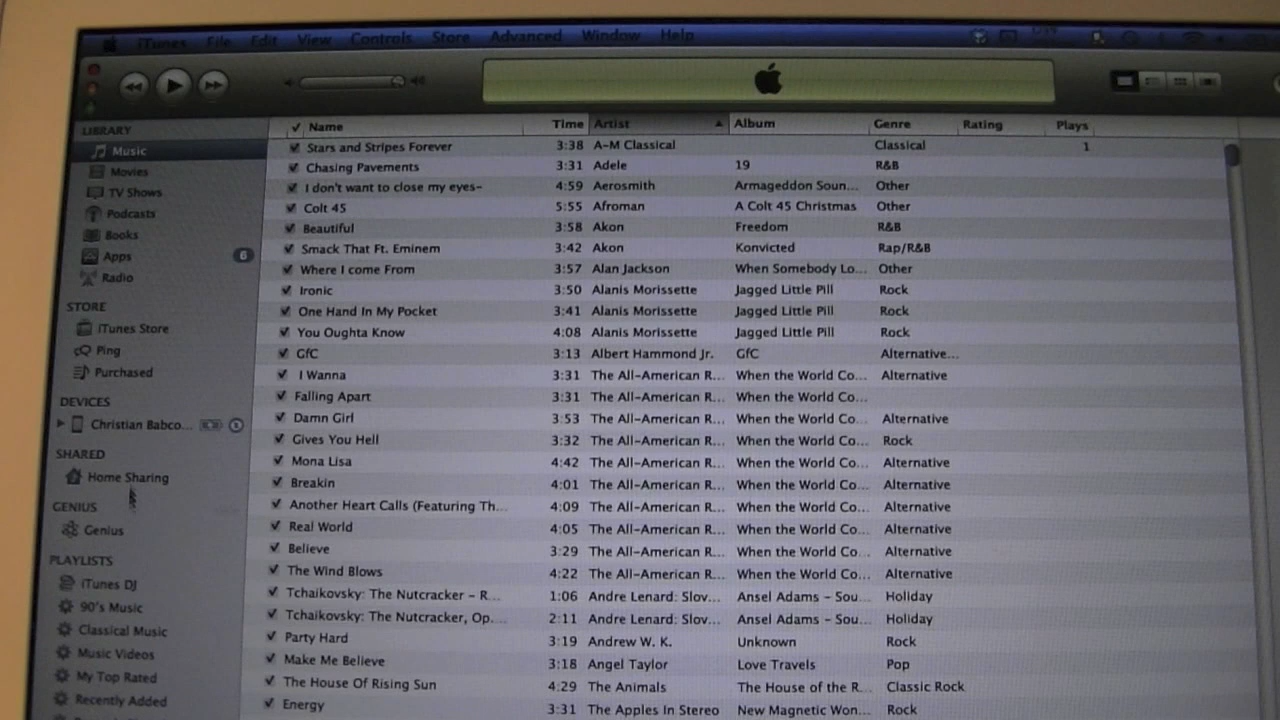 iTunes File Edit View Controls Store Advanced Window Help
LIBRARY
Music
Movies
TV Shows
Podcasts
Books
Apps 6
Radio
STORE
iTunes Store
Ping
Purchased
DEVICES
Christian Babco...
SHARED
Home Sharing
GENIUS
Genius
PLAYLISTS
iTunes DJ
90's Music
Classical Music
Music Videos
My Top Rated
Recently Added
Name Time Artist Album Genre Rating Plays
Stars and Stripes Forever 3:38 A-M Classical Classical 1
Chasing Pavements 3:31 Adele 19 R&B
I don't want to close my eyes- 4:59 Aerosmith Armageddon Soun... Other
Colt 45 5:55 Afroman A Colt 45 Christmas Other
Beautiful 3:58 Akon Freedom R&B
Smack That Ft. Eminem 3:42 Akon Konvicted Rap/R&B
Where I come From 3:57 Alan Jackson When Somebody Lo... Other
Ironic 3:50 Alanis Morissette Jagged Little Pill Rock
One Hand In My Pocket 3:41 Alanis Morissette Jagged Little Pill Rock
You Oughta Know 4:08 Alanis Morissette Jagged Little Pill Rock
GfC 3:13 Albert Hammond Jr. GfC Alternative...
I Wanna 3:31 The All-American R... When the World Co... Alternative
Falling Apart 3:31 The All-American R... When the World Co...
Damn Girl 3:53 The All-American R... When the World Co... Alternative
Gives You Hell 3:32 The All-American R... When the World Co... Rock
Mona Lisa 4:42 The All-American R... When the World Co... Alternative
Breakin 4:01 The All-American R... When the World Co... Alternative
Another Heart Calls (Featuring Th... 4:09 The All-American R... When the World Co... Alternative
Real World 4:05 The All-American R... When the World Co... Alternative
Believe 3:29 The All-American R... When the World Co... Alternative
The Wind Blows 4:22 The All-American R... When the World Co... Alternative
Tchaikovsky: The Nutcracker - R... 1:06 Andre Lenard: Slov... Ansel Adams - Sou... Holiday
Tchaikovsky: The Nutcracker, Op.... 2:11 Andre Lenard: Slov... Ansel Adams - Sou... Holiday
Party Hard 3:19 Andrew W. K. Unknown Rock
Make Me Believe 3:18 Angel Taylor Love Travels Pop
The House Of Rising Sun 4:29 The Animals The House of the R... Classic Rock
Energy 3:31 The Apples In Stereo New Magnetic Won... Rock